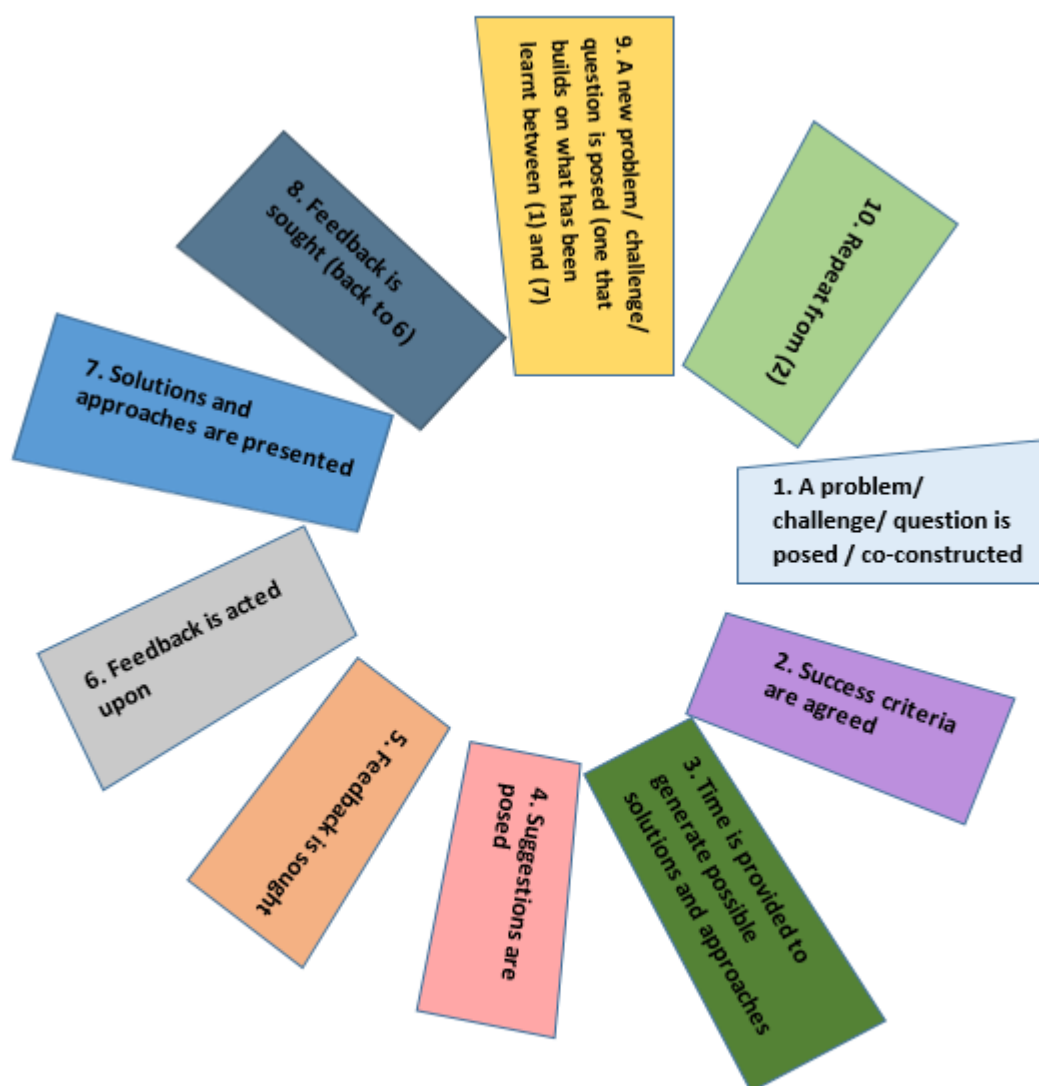 1. A problem/
challenge/ question is
posed / co-constructed
2. Success criteria
are agreed
3. Time is provided to
generate possible
solutions and approaches
4. Suggestions are
posed
5. Feedback is sought
6. Feedback is acted
upon
7. Solutions and
approaches are presented
8. Feedback is
sought (back to 6)
9. A new problem/ challenge/
question is posed (one that
builds on what has been
learnt between (1) and (7)
10. Repeat from (2)